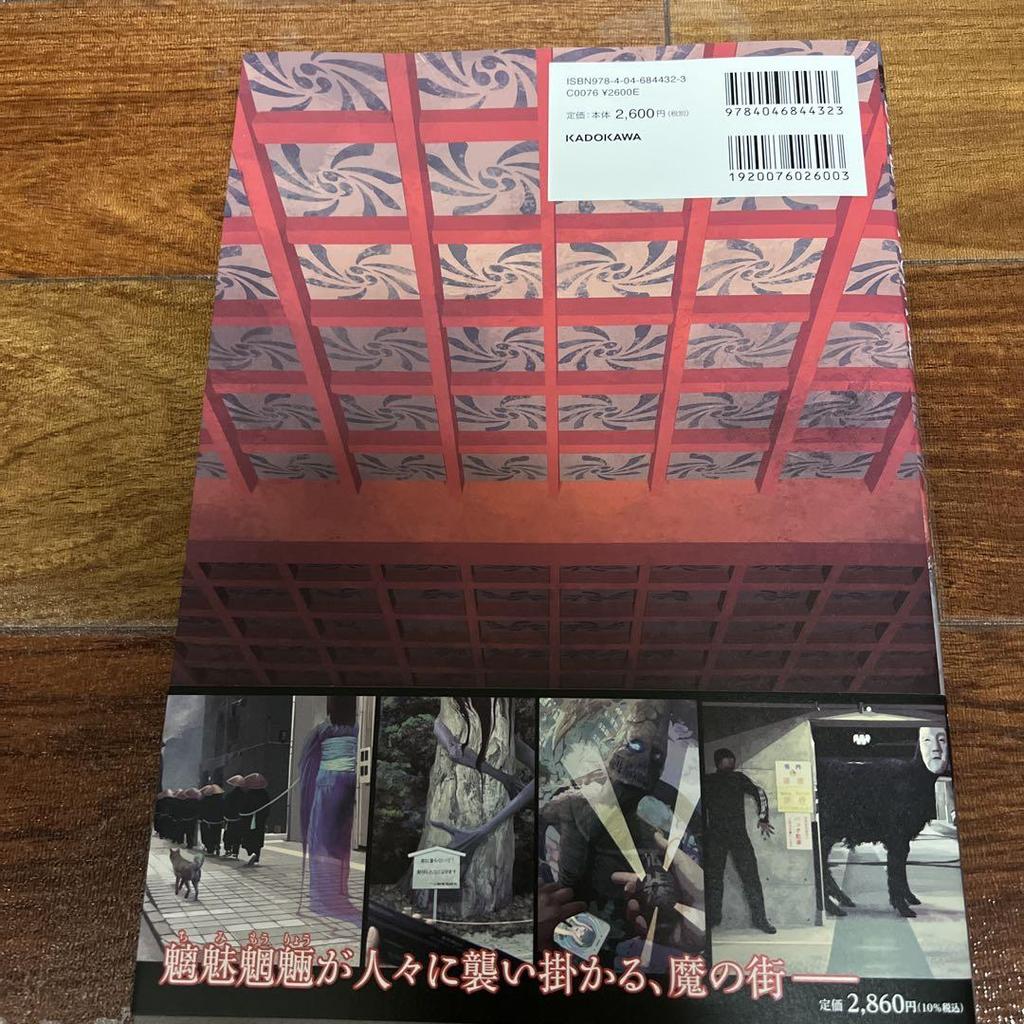 ISBN978-4-04-684432-3
C0076 ¥2600E
定価:本体 2,600円(税別)
KADOKAWA
9784046844323
1920076026003
ち み もう りょう
魑魅魍魎が人々に襲い掛かる、魔の街――
定価 2,860円(10%税込)